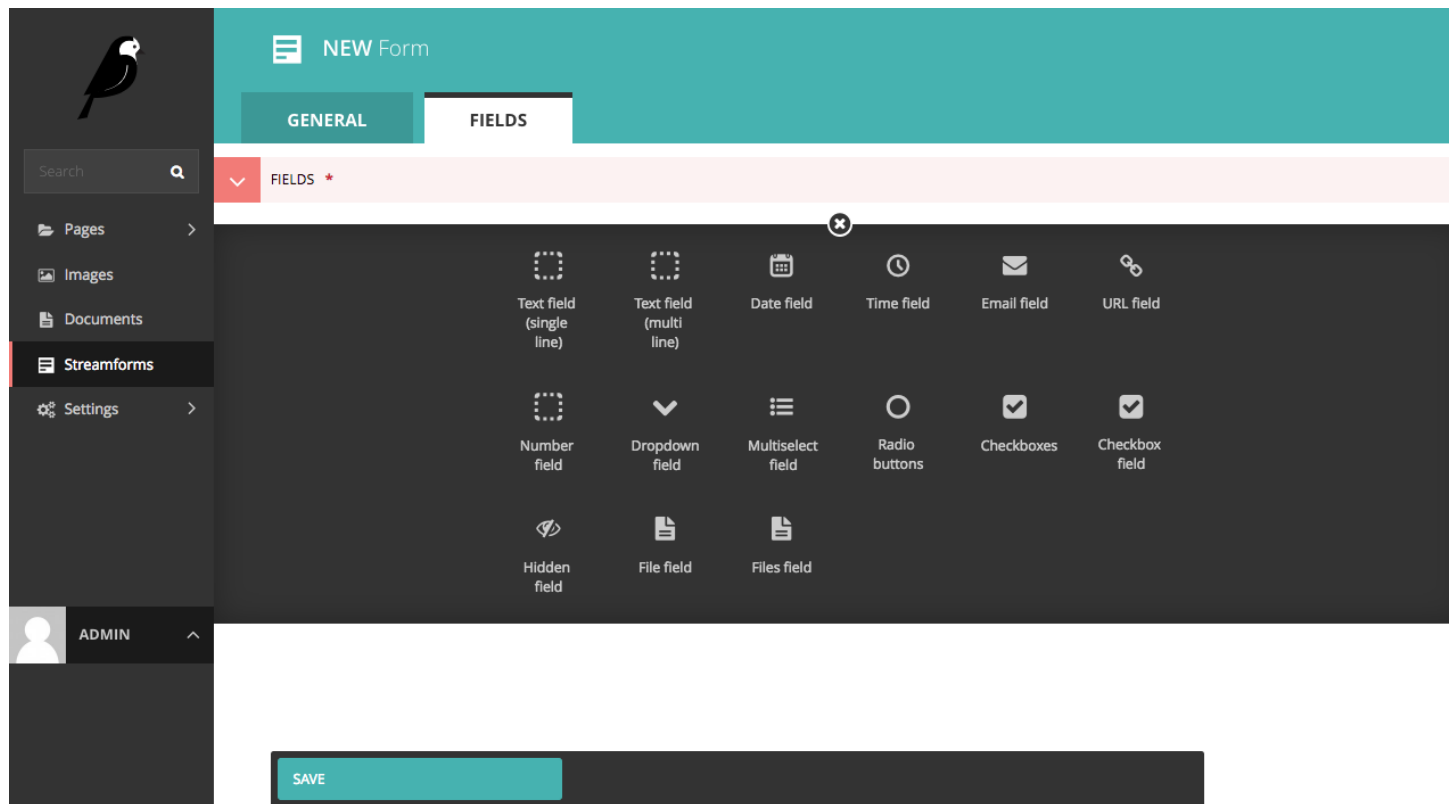 NEW Form
GENERAL
FIELDS
Search
FIELDS *
Pages
Images
Documents
Streamforms
Settings
ADMIN
Text field
(single
line)
Text field
(multi
line)
Date field
Time field
Email field
URL field
Number
field
Dropdown
field
Multiselect
field
Radio
buttons
Checkboxes
Checkbox
field
Hidden
field
File field
Files field
SAVE